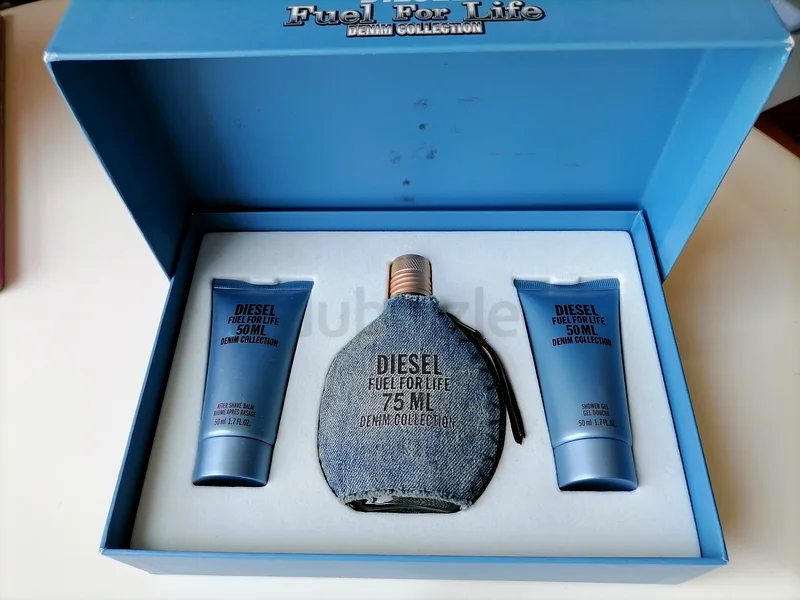 DIESEL
Fuel For Life
DENIM COLLECTION
DIESEL
FUEL FOR LIFE
50 ML
DENIM COLLECTION
AFTER SHAVE BALM
BAUME APRÈS RASAGE
50 ml 1.7 FL.OZ.
DIESEL
FUEL FOR LIFE
75 ML
DENIM COLLECTION
DIESEL
FUEL FOR LIFE
50 ML
DENIM COLLECTION
SHOWER GEL
GEL DOUCHE
50 ml 1.7 FL.OZ.
dubizzle